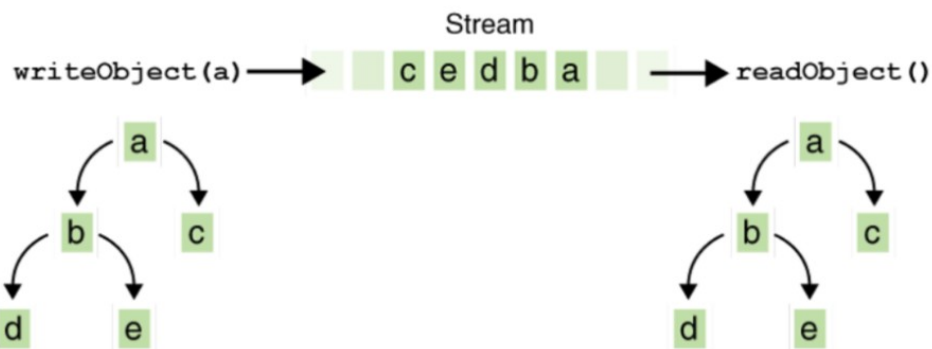 Stream
writeObject(a) c e d b a readObject()
a a
b c b c
d e d e